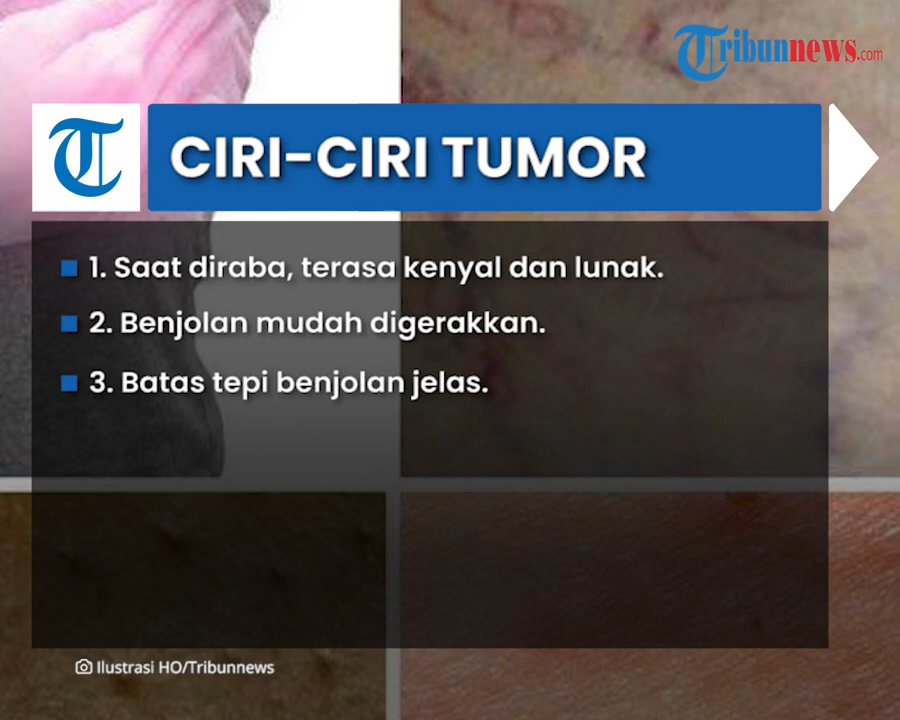 Tribunnews.com
T
CIRI-CIRI TUMOR
1. Saat diraba, terasa kenyal dan lunak.
2. Benjolan mudah digerakkan.
3. Batas tepi benjolan jelas.
Ilustrasi HO/Tribunnews